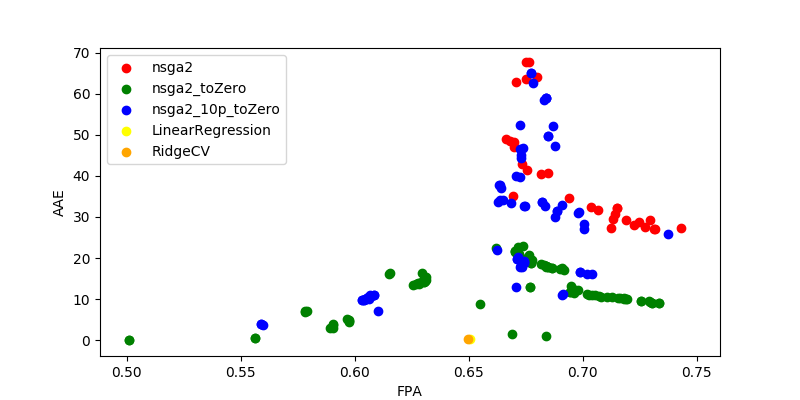 70
60
50
40
30
20
10
0
AAE
nsga2
nsga2_toZero
nsga2_10p_toZero
LinearRegression
RidgeCV
0.50 0.55 0.60 0.65 0.70 0.75
FPA